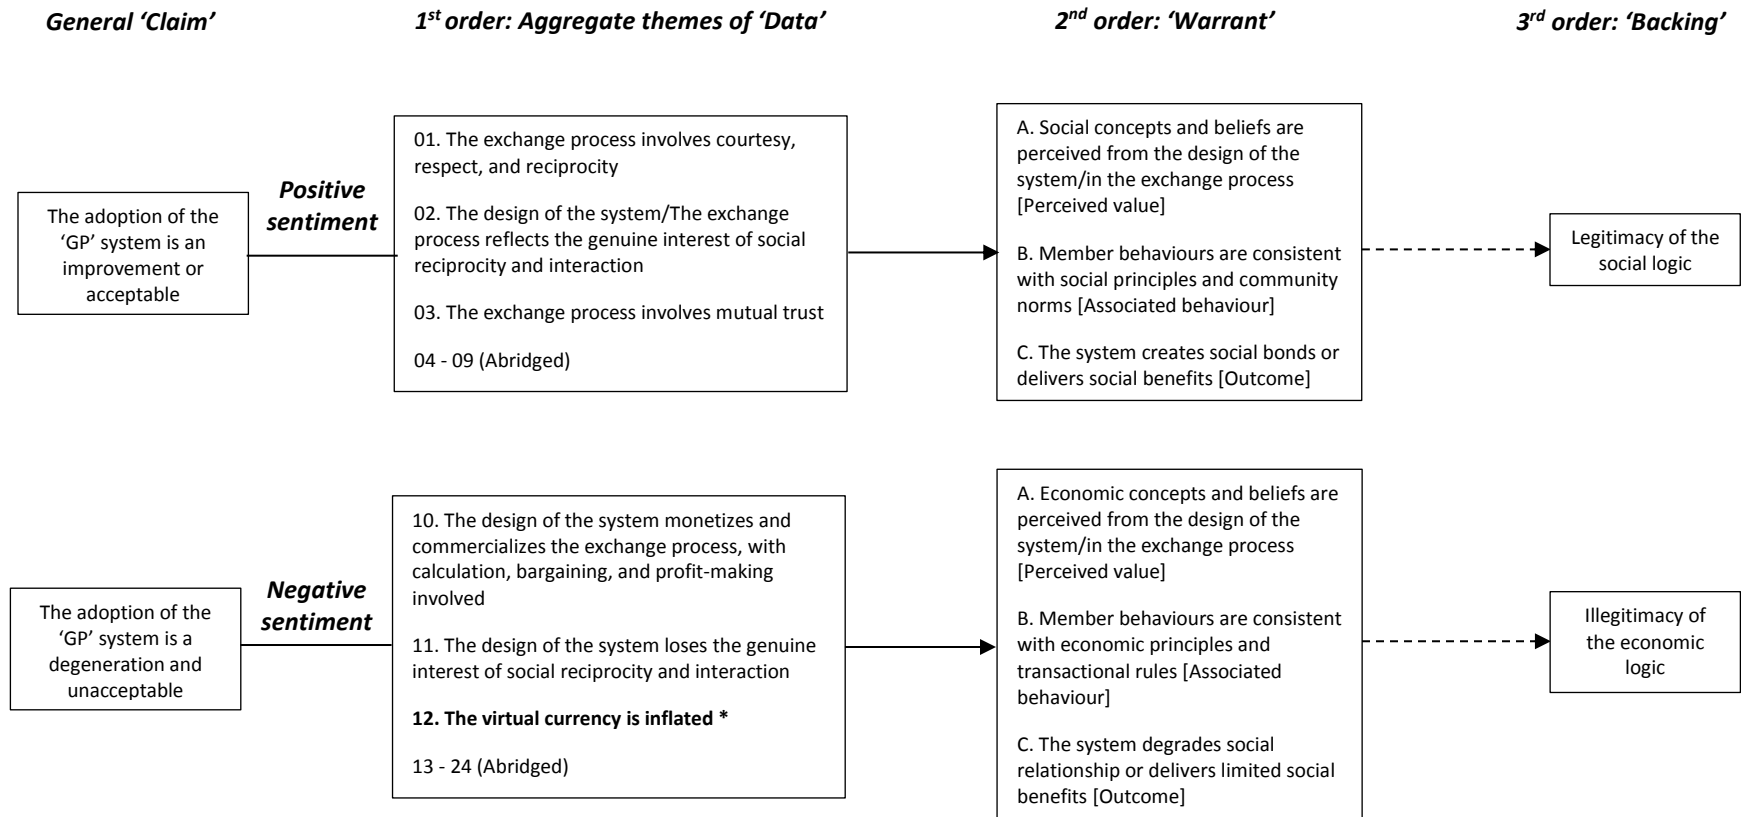 General ‘Claim’
1st order: Aggregate themes of ‘Data’
2nd order: ‘Warrant’
3rd order: ‘Backing’
The adoption of the
‘GP’ system is an
improvement or
acceptable
Positive
sentiment
01. The exchange process involves courtesy,
respect, and reciprocity
02. The design of the system/The exchange
process reflects the genuine interest of social
reciprocity and interaction
03. The exchange process involves mutual trust
04 - 09 (Abridged)
A. Social concepts and beliefs are
perceived from the design of the
system/in the exchange process
[Perceived value]
B. Member behaviours are consistent
with social principles and community
norms [Associated behaviour]
C. The system creates social bonds or
delivers social benefits [Outcome]
Legitimacy of the
social logic
The adoption of the
‘GP’ system is a
degeneration and
unacceptable
Negative
sentiment
10. The design of the system monetizes and
commercializes the exchange process, with
calculation, bargaining, and profit-making
involved
11. The design of the system loses the genuine
interest of social reciprocity and interaction
12. The virtual currency is inflated *
13 - 24 (Abridged)
A. Economic concepts and beliefs are
perceived from the design of the
system/in the exchange process
[Perceived value]
B. Member behaviours are consistent
with economic principles and
transactional rules [Associated
behaviour]
C. The system degrades social
relationship or delivers limited social
benefits [Outcome]
Illegitimacy of
the economic
logic